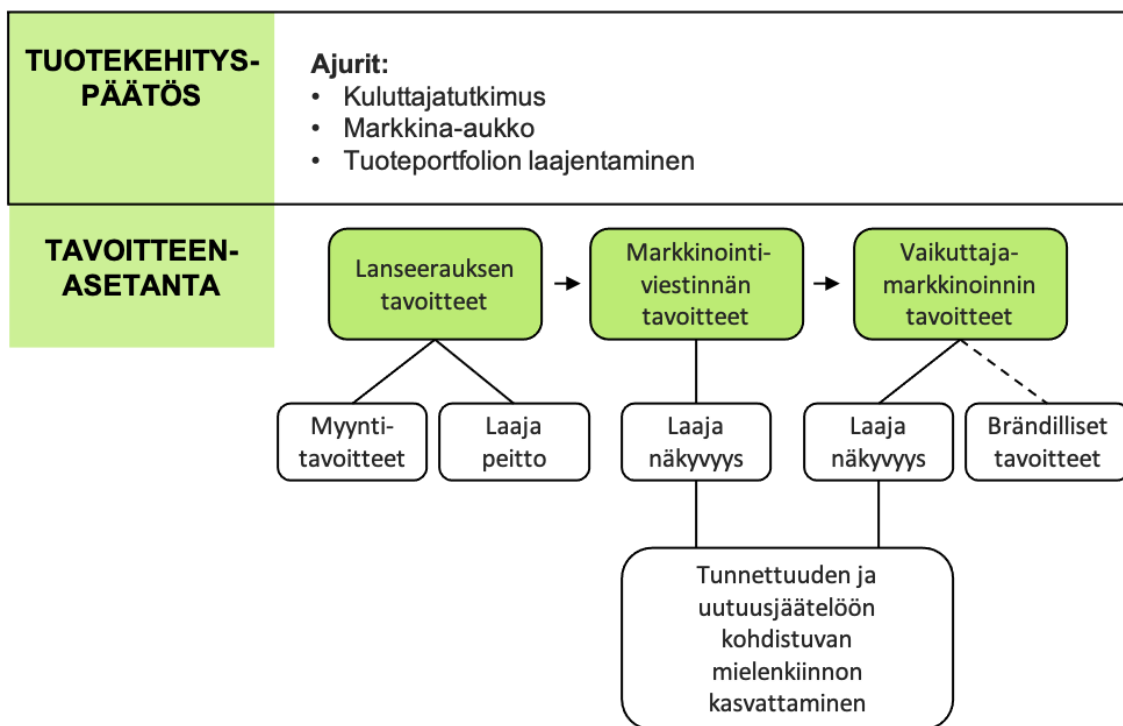 TUOTEKEHITYS-
PÄÄTÖS
Ajurit:
• Kuluttajatutkimus
• Markkina-aukko
• Tuoteportfolion laajentaminen
TAVOITTEEN-
ASETANTA
Lanseerauksen
tavoitteet
Markkinointi-
viestinnän
tavoitteet
Vaikuttaja-
markkinoinnin
tavoitteet
Myynti-
tavoitteet
Laaja
peitto
Laaja
näkyvyys
Laaja
näkyvyys
Brändilliset
tavoitteet
Tunnettuuden ja
uutuusjäätelöön
kohdistuvan
mielenkiinnon
kasvattaminen